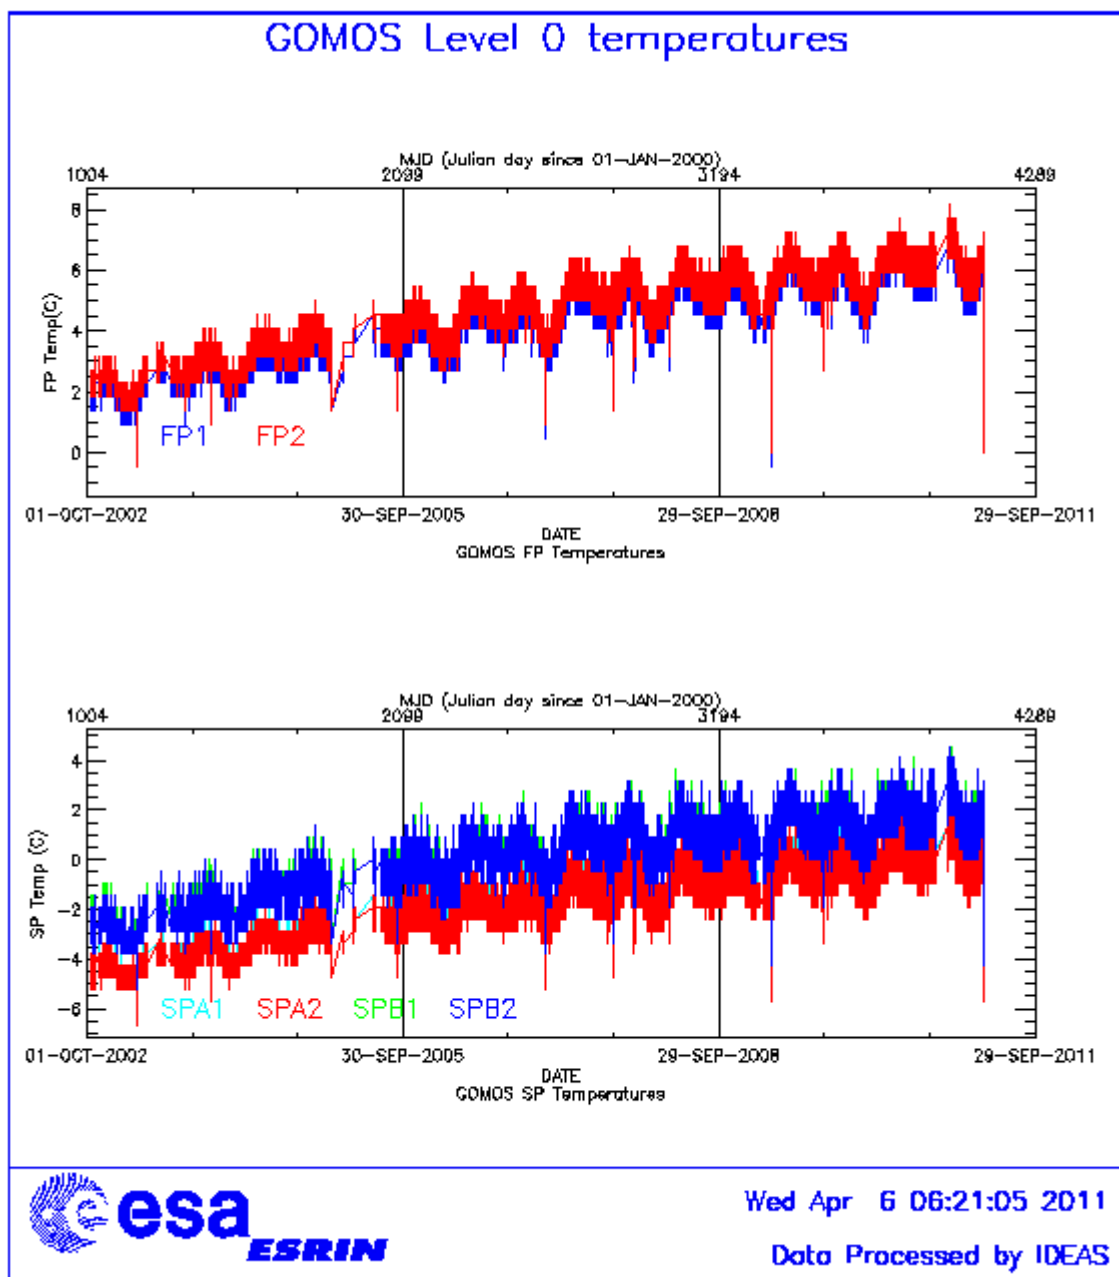 GOMOS Level 0 temperatures
MJD (Julian day since 01-JAN-2000)
1004 2099 3194 4289
8
6
4
2
0
FP Temp(C)
FP1 FP2
01-OCT-2002 30-SEP-2005 29-SEP-2008 29-SEP-2011
DATE
GOMOS FP Temperatures
MJD (Julian day since 01-JAN-2000)
1004 2099 3194 4289
4
2
0
-2
-4
-6
SP Temp (C)
SPA1 SPA2 SPB1 SPB2
01-OCT-2002 30-SEP-2005 29-SEP-2008 29-SEP-2011
DATE
GOMOS SP Temperatures
esa
ESRIN
Wed Apr 6 06:21:05 2011
Data Processed by IDEAS